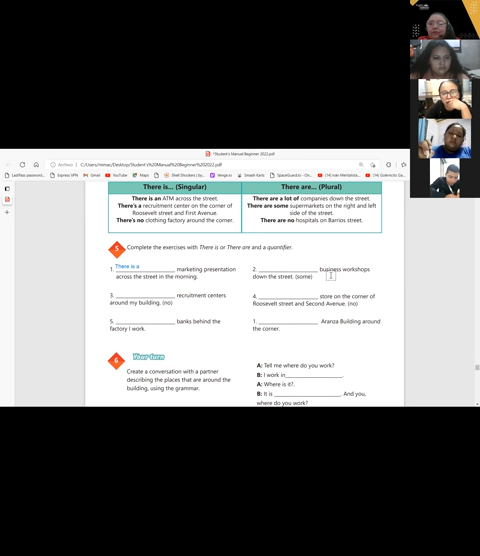 *Student's Manual Beginner 2022.pdf
Archivo | C:/Users/mimac/Desktop/Student's%20Manual%20Beginner%202022.pdf
Express VPN Gmail YouTube Maps
There is... (Singular) There are... (Plural)
There is an ATM across the street.
There's a recruitment center on the corner of
Roosevelt street and First Avenue.
There's no clothing factory around the corner.
There are a lot of companies down the street.
There are some supermarkets on the right and left
side of the street.
There are no hospitals on Barrios street.
5 Complete the exercises with There is or There are and a quantifier.
1. There is a marketing presentation
across the street in the morning.
2. business workshops
down the street. (some)
3. recruitment centers
around my building. (no)
4. store on the corner of
Roosevelt street and Second Avenue. (no)
5. banks behind the
factory I work.
1. Aranza Building around
the corner.
6 Your turn
Create a conversation with a partner
describing the places that are around the
building, using the grammar.
A: Tell me where do you work?
B: I work in .
A: Where is it?.
B: It is . And you,
where do you work?